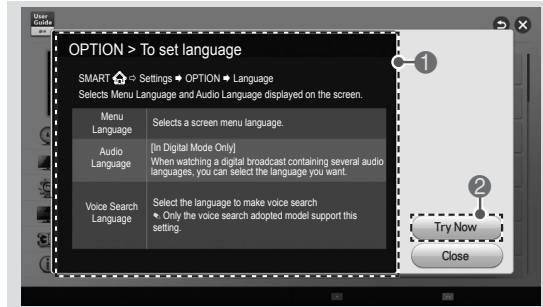 User
Guide
OPTION > To set language
1
SMART ⇨ Settings ➡ OPTION ➡ Language
Selects Menu Language and Audio Language displayed on the screen.
Menu
Language
Selects a screen menu language.
Audio
Language
[In Digital Mode Only]
When watching a digital broadcast containing several audio
languages, you can select the language you want.
Voice Search
Language
Select the language to make voice search
Only the voice search adopted model support this
setting.
2
Try Now
Close